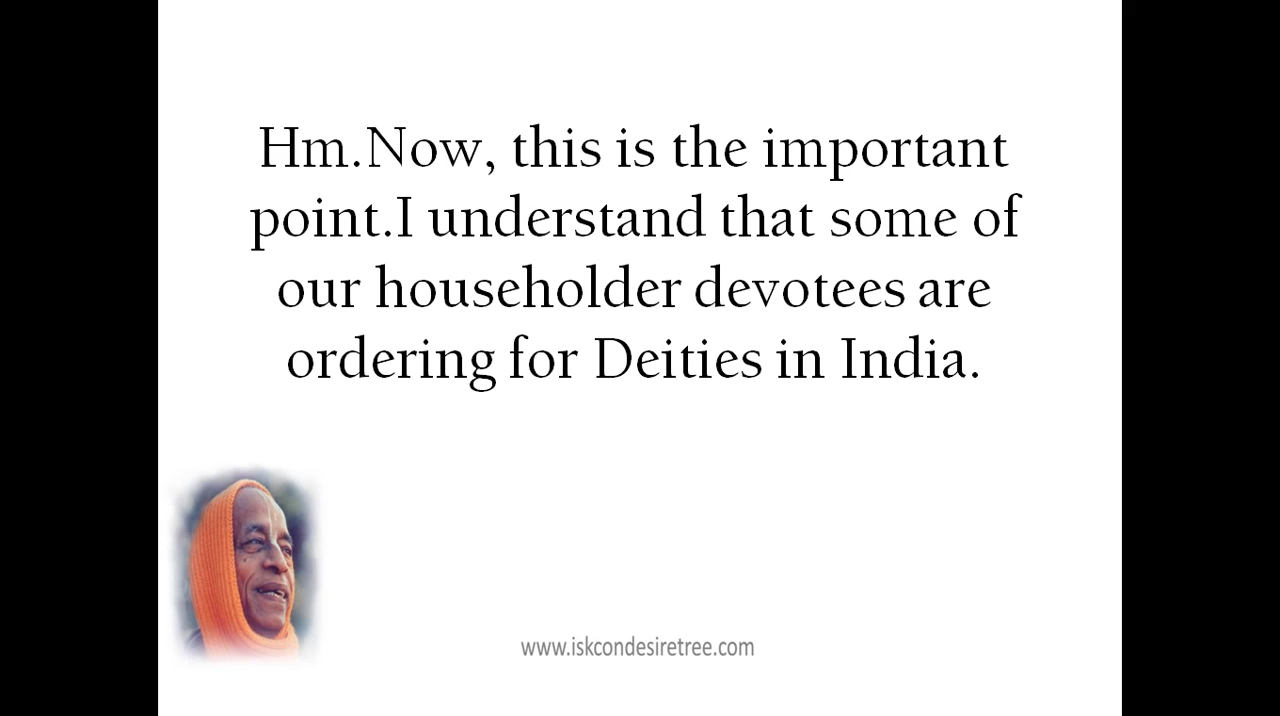 Hm.Now, this is the important
point.I understand that some of
our householder devotees are
ordering for Deities in India.
www.iskcondesiretree.com